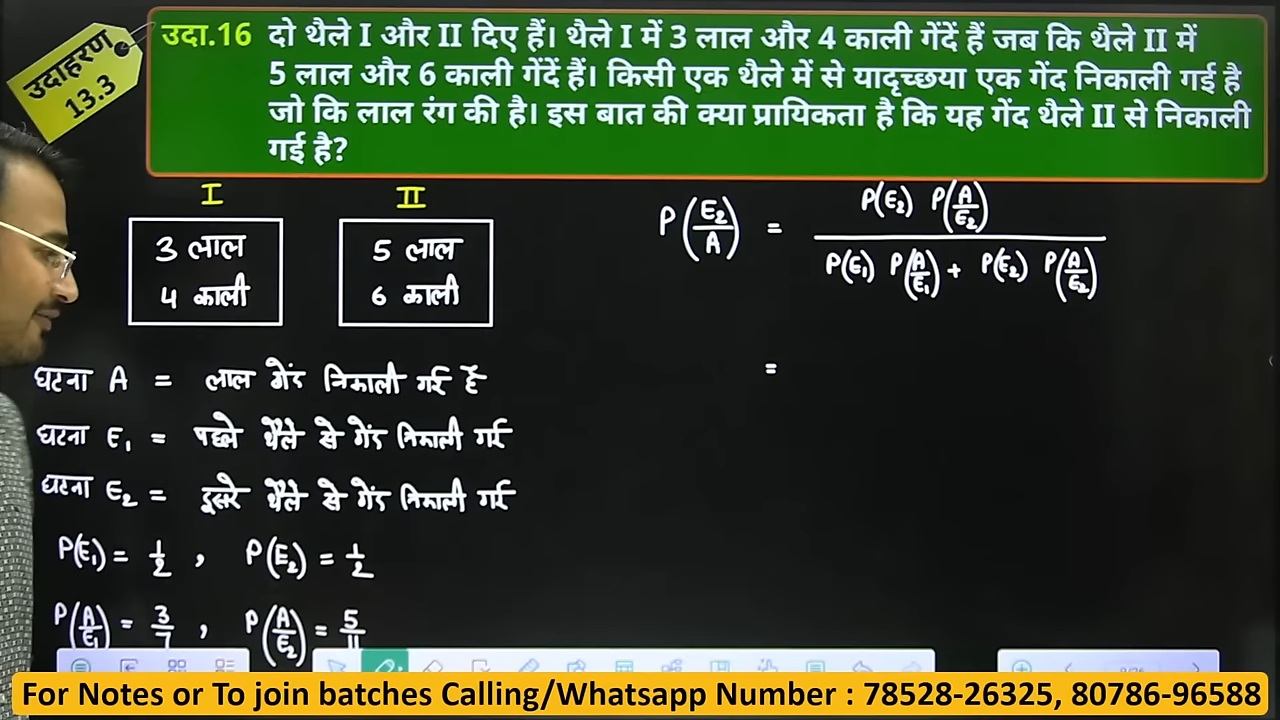 उदाहरण
13.3
उदा.16 दो थैले I और II दिए हैं। थैले I में 3 लाल और 4 काली गेंदें हैं जब कि थैले II में
5 लाल और 6 काली गेंदें हैं। किसी एक थैले में से यादृच्छया एक गेंद निकाली गई है
जो कि लाल रंग की है। इस बात की क्या प्रायिकता है कि यह गेंद थैले II से निकाली
गई है?
I II
3 लाल
4 काली
5 लाल
6 काली
घटना A = लाल गेंद निकाली गई है
घटना E₁ = पहले थैले से गेंद निकाली गई
घटना E₂ = दूसरे थैले से गेंद निकाली गई
P(E₁) = 1/2 , P(E₂) = 1/2
P(A/E₁) = 3/7 , P(A/E₂) = 5/11
P(E₂/A) = P(E₂) P(A/E₂) / P(E₁) P(A/E₁) + P(E₂) P(A/E₂)
=
For Notes or To join batches Calling/Whatsapp Number : 78528-26325, 80786-96588